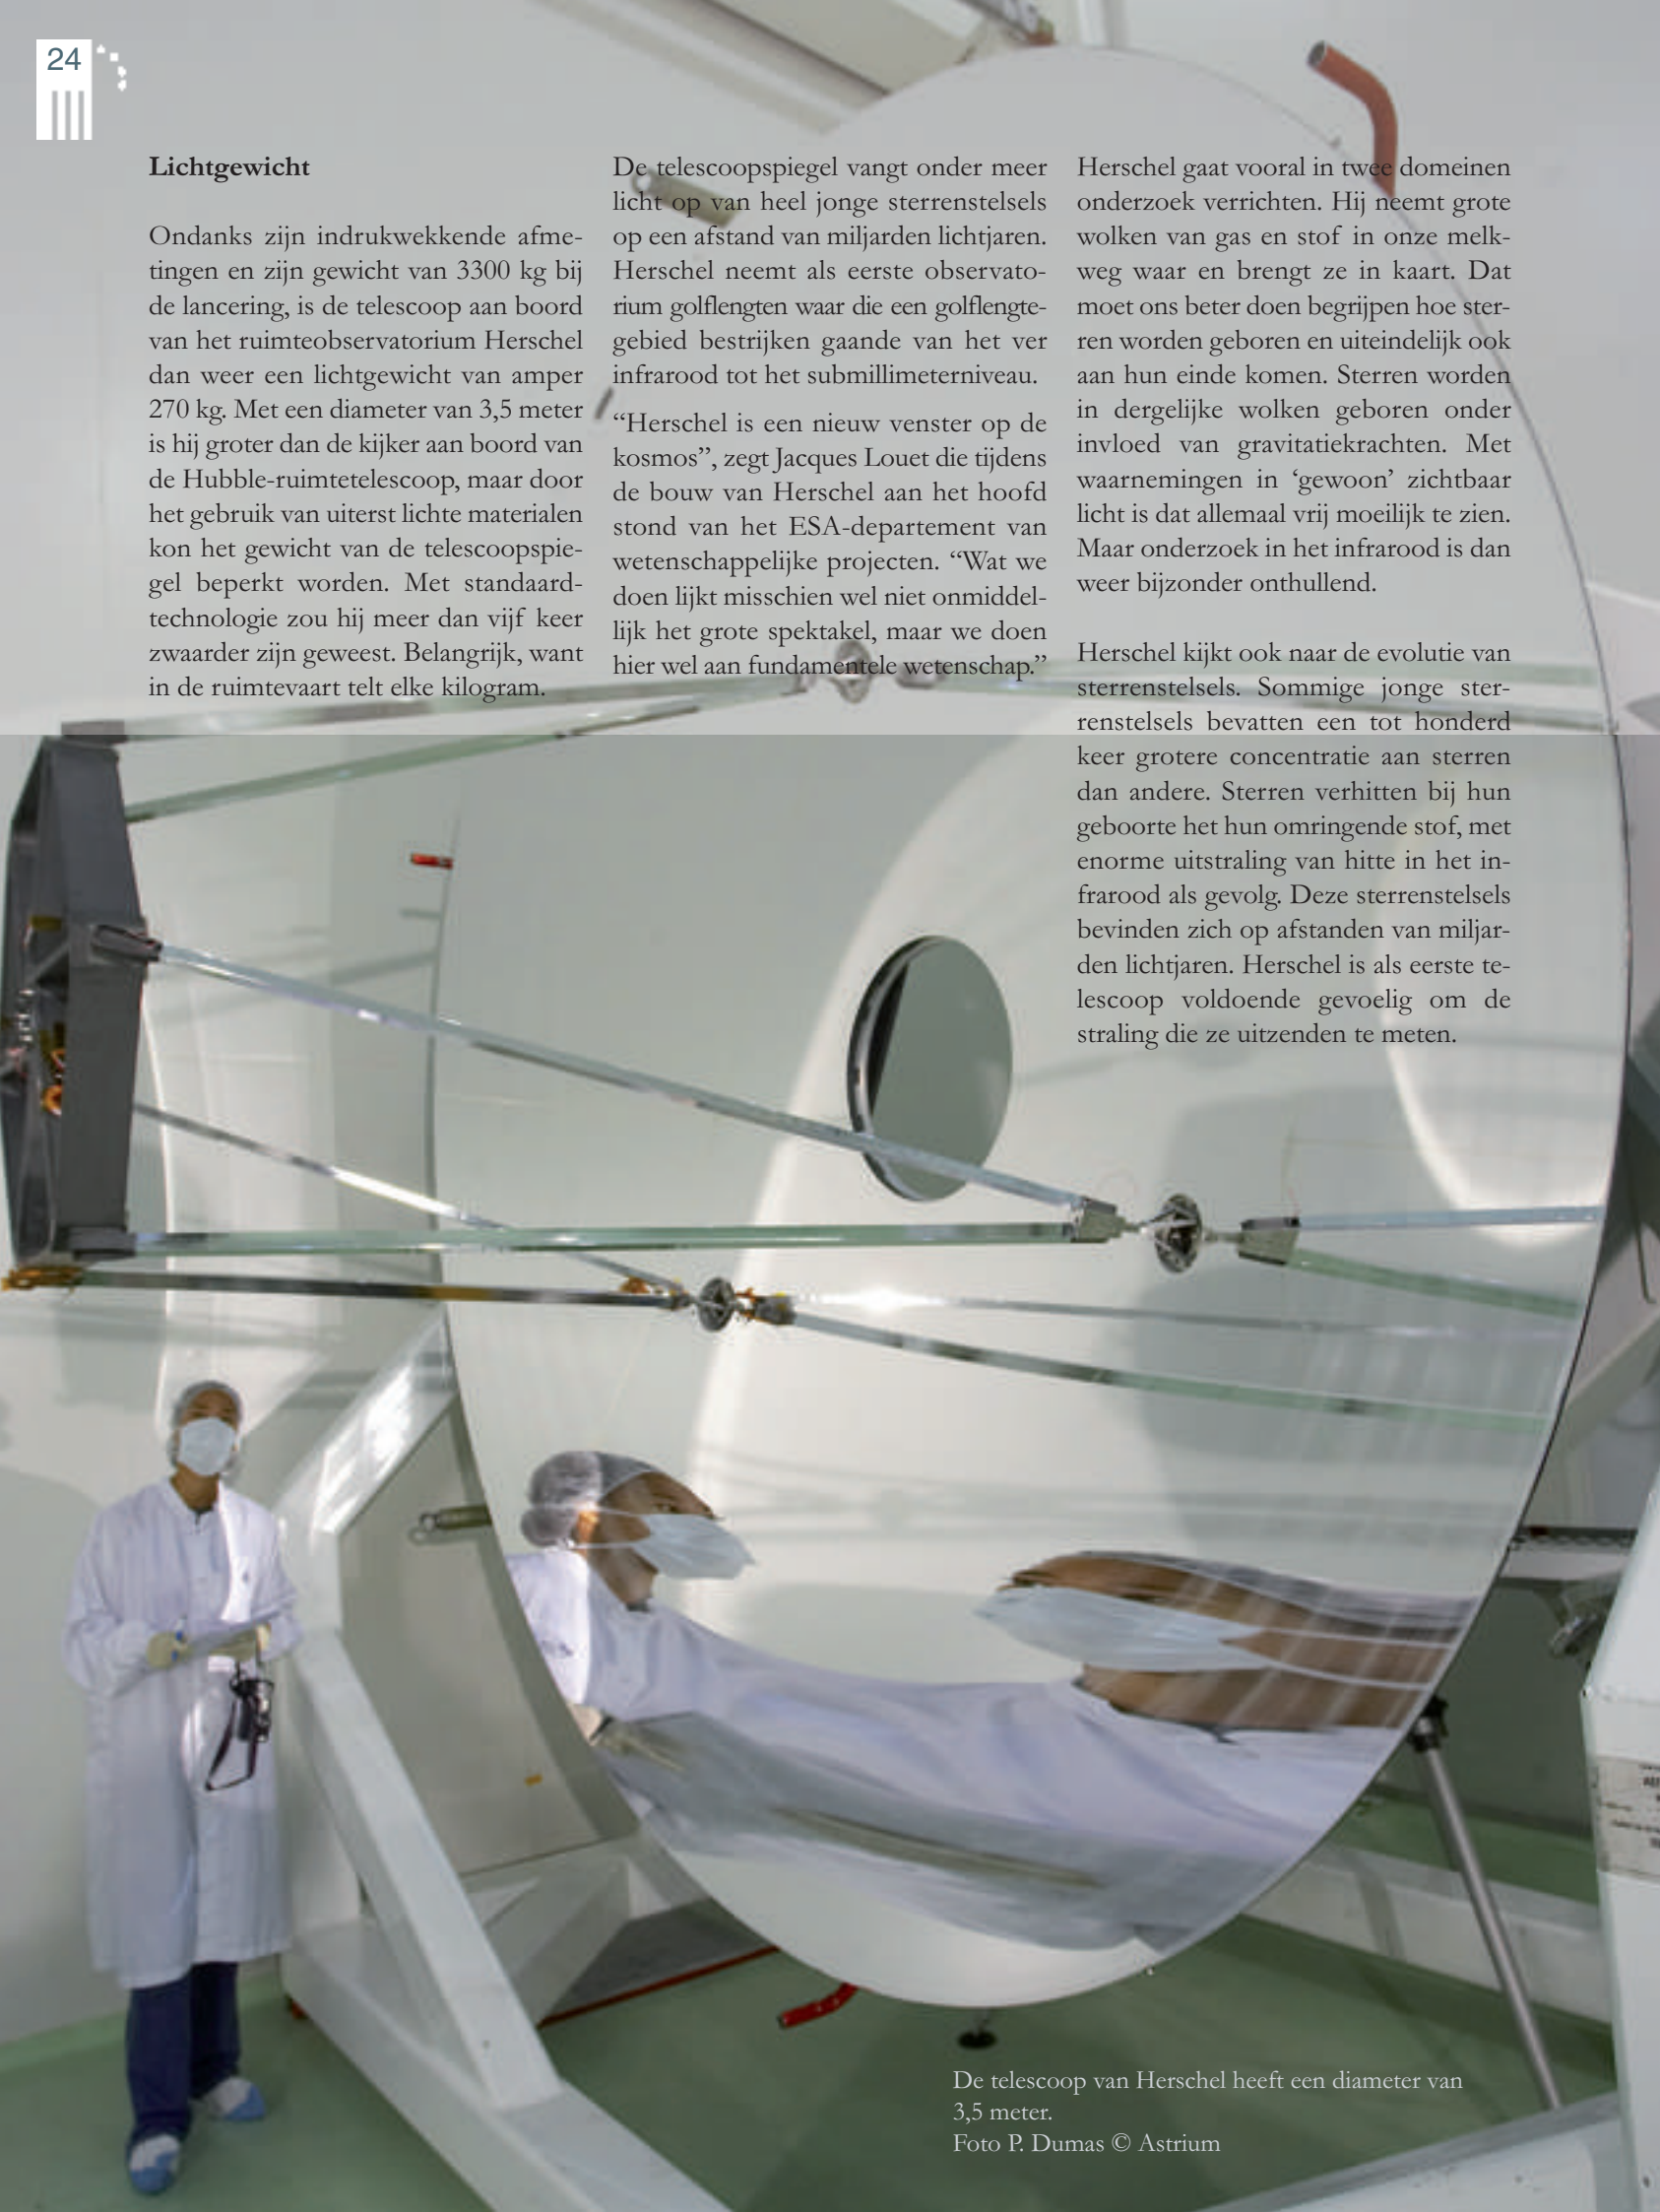 24
Lichtgewicht
Ondanks zijn indrukwekkende afme-
tingen en zijn gewicht van 3300 kg bij
de lancering, is de telescoop aan boord
van het ruimteobservatorium Herschel
dan weer een lichtgewicht van amper
270 kg. Met een diameter van 3,5 meter
is hij groter dan de kijker aan boord van
de Hubble-ruimtetelescoop, maar door
het gebruik van uiterst lichte materialen
kon het gewicht van de telescoopspie-
gel beperkt worden. Met standaard-
technologie zou hij meer dan vijf keer
zwaarder zijn geweest. Belangrijk, want
in de ruimtevaart telt elke kilogram.
De telescoopspiegel vangt onder meer
licht op van heel jonge sterrenstelsels
op een afstand van miljarden lichtjaren.
Herschel neemt als eerste observato-
rium golflengten waar die een golflengte-
gebied bestrijken gaande van het ver
infrarood tot het submillimeterniveau.
“Herschel is een nieuw venster op de
kosmos”, zegt Jacques Louet die tijdens
de bouw van Herschel aan het hoofd
stond van het ESA-departement van
wetenschappelijke projecten. “Wat we
doen lijkt misschien wel niet onmiddel-
lijk het grote spektakel, maar we doen
hier wel aan fundamentele wetenschap.”
Herschel gaat vooral in twee domeinen
onderzoek verrichten. Hij neemt grote
wolken van gas en stof in onze melk-
weg waar en brengt ze in kaart. Dat
moet ons beter doen begrijpen hoe ster-
ren worden geboren en uiteindelijk ook
aan hun einde komen. Sterren worden
in dergelijke wolken geboren onder
invloed van gravitatiekrachten. Met
waarnemingen in ‘gewoon’ zichtbaar
licht is dat allemaal vrij moeilijk te zien.
Maar onderzoek in het infrarood is dan
weer bijzonder onthullend.
Herschel kijkt ook naar de evolutie van
sterrenstelsels. Sommige jonge ster-
renstelsels bevatten een tot honderd
keer grotere concentratie aan sterren
dan andere. Sterren verhitten bij hun
geboorte het hun omringende stof, met
enorme uitstraling van hitte in het in-
frarood als gevolg. Deze sterrenstelsels
bevinden zich op afstanden van miljar-
den lichtjaren. Herschel is als eerste te-
lescoop voldoende gevoelig om de
straling die ze uitzenden te meten.
De telescoop van Herschel heeft een diameter van
3,5 meter.
Foto P. Dumas © Astrium